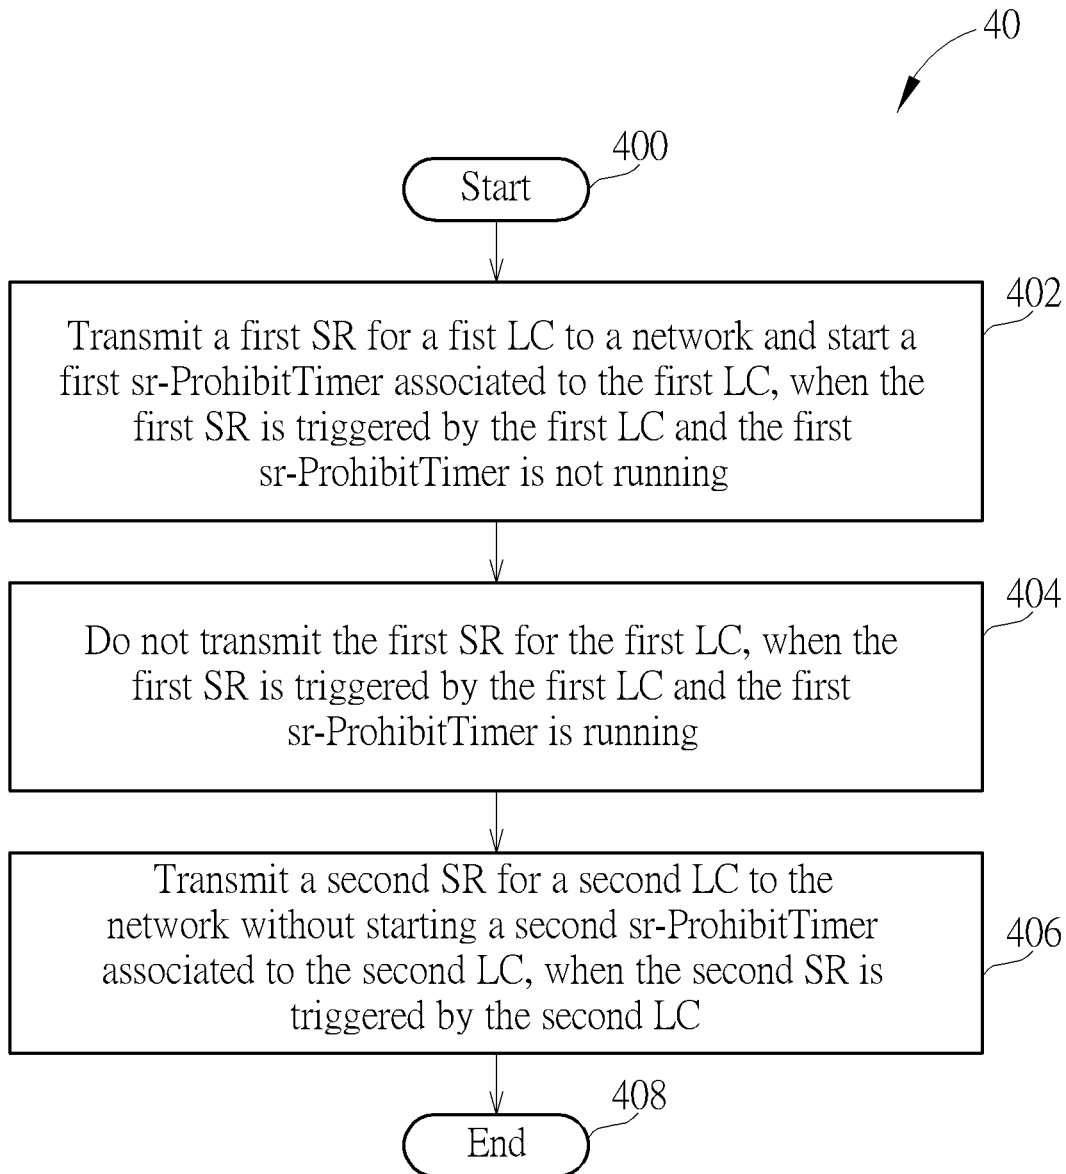 40
Start
400
402
Transmit a first SR for a fist LC to a network and start a
first sr-ProhibitTimer associated to the first LC, when the
first SR is triggered by the first LC and the first
sr-ProhibitTimer is not running
404
Do not transmit the first SR for the first LC, when the
first SR is triggered by the first LC and the first
sr-ProhibitTimer is running
Transmit a second SR for a second LC to the
network without starting a second sr-ProhibitTimer
406
associated to the second LC, when the second SR is
triggered by the second LC
408
End